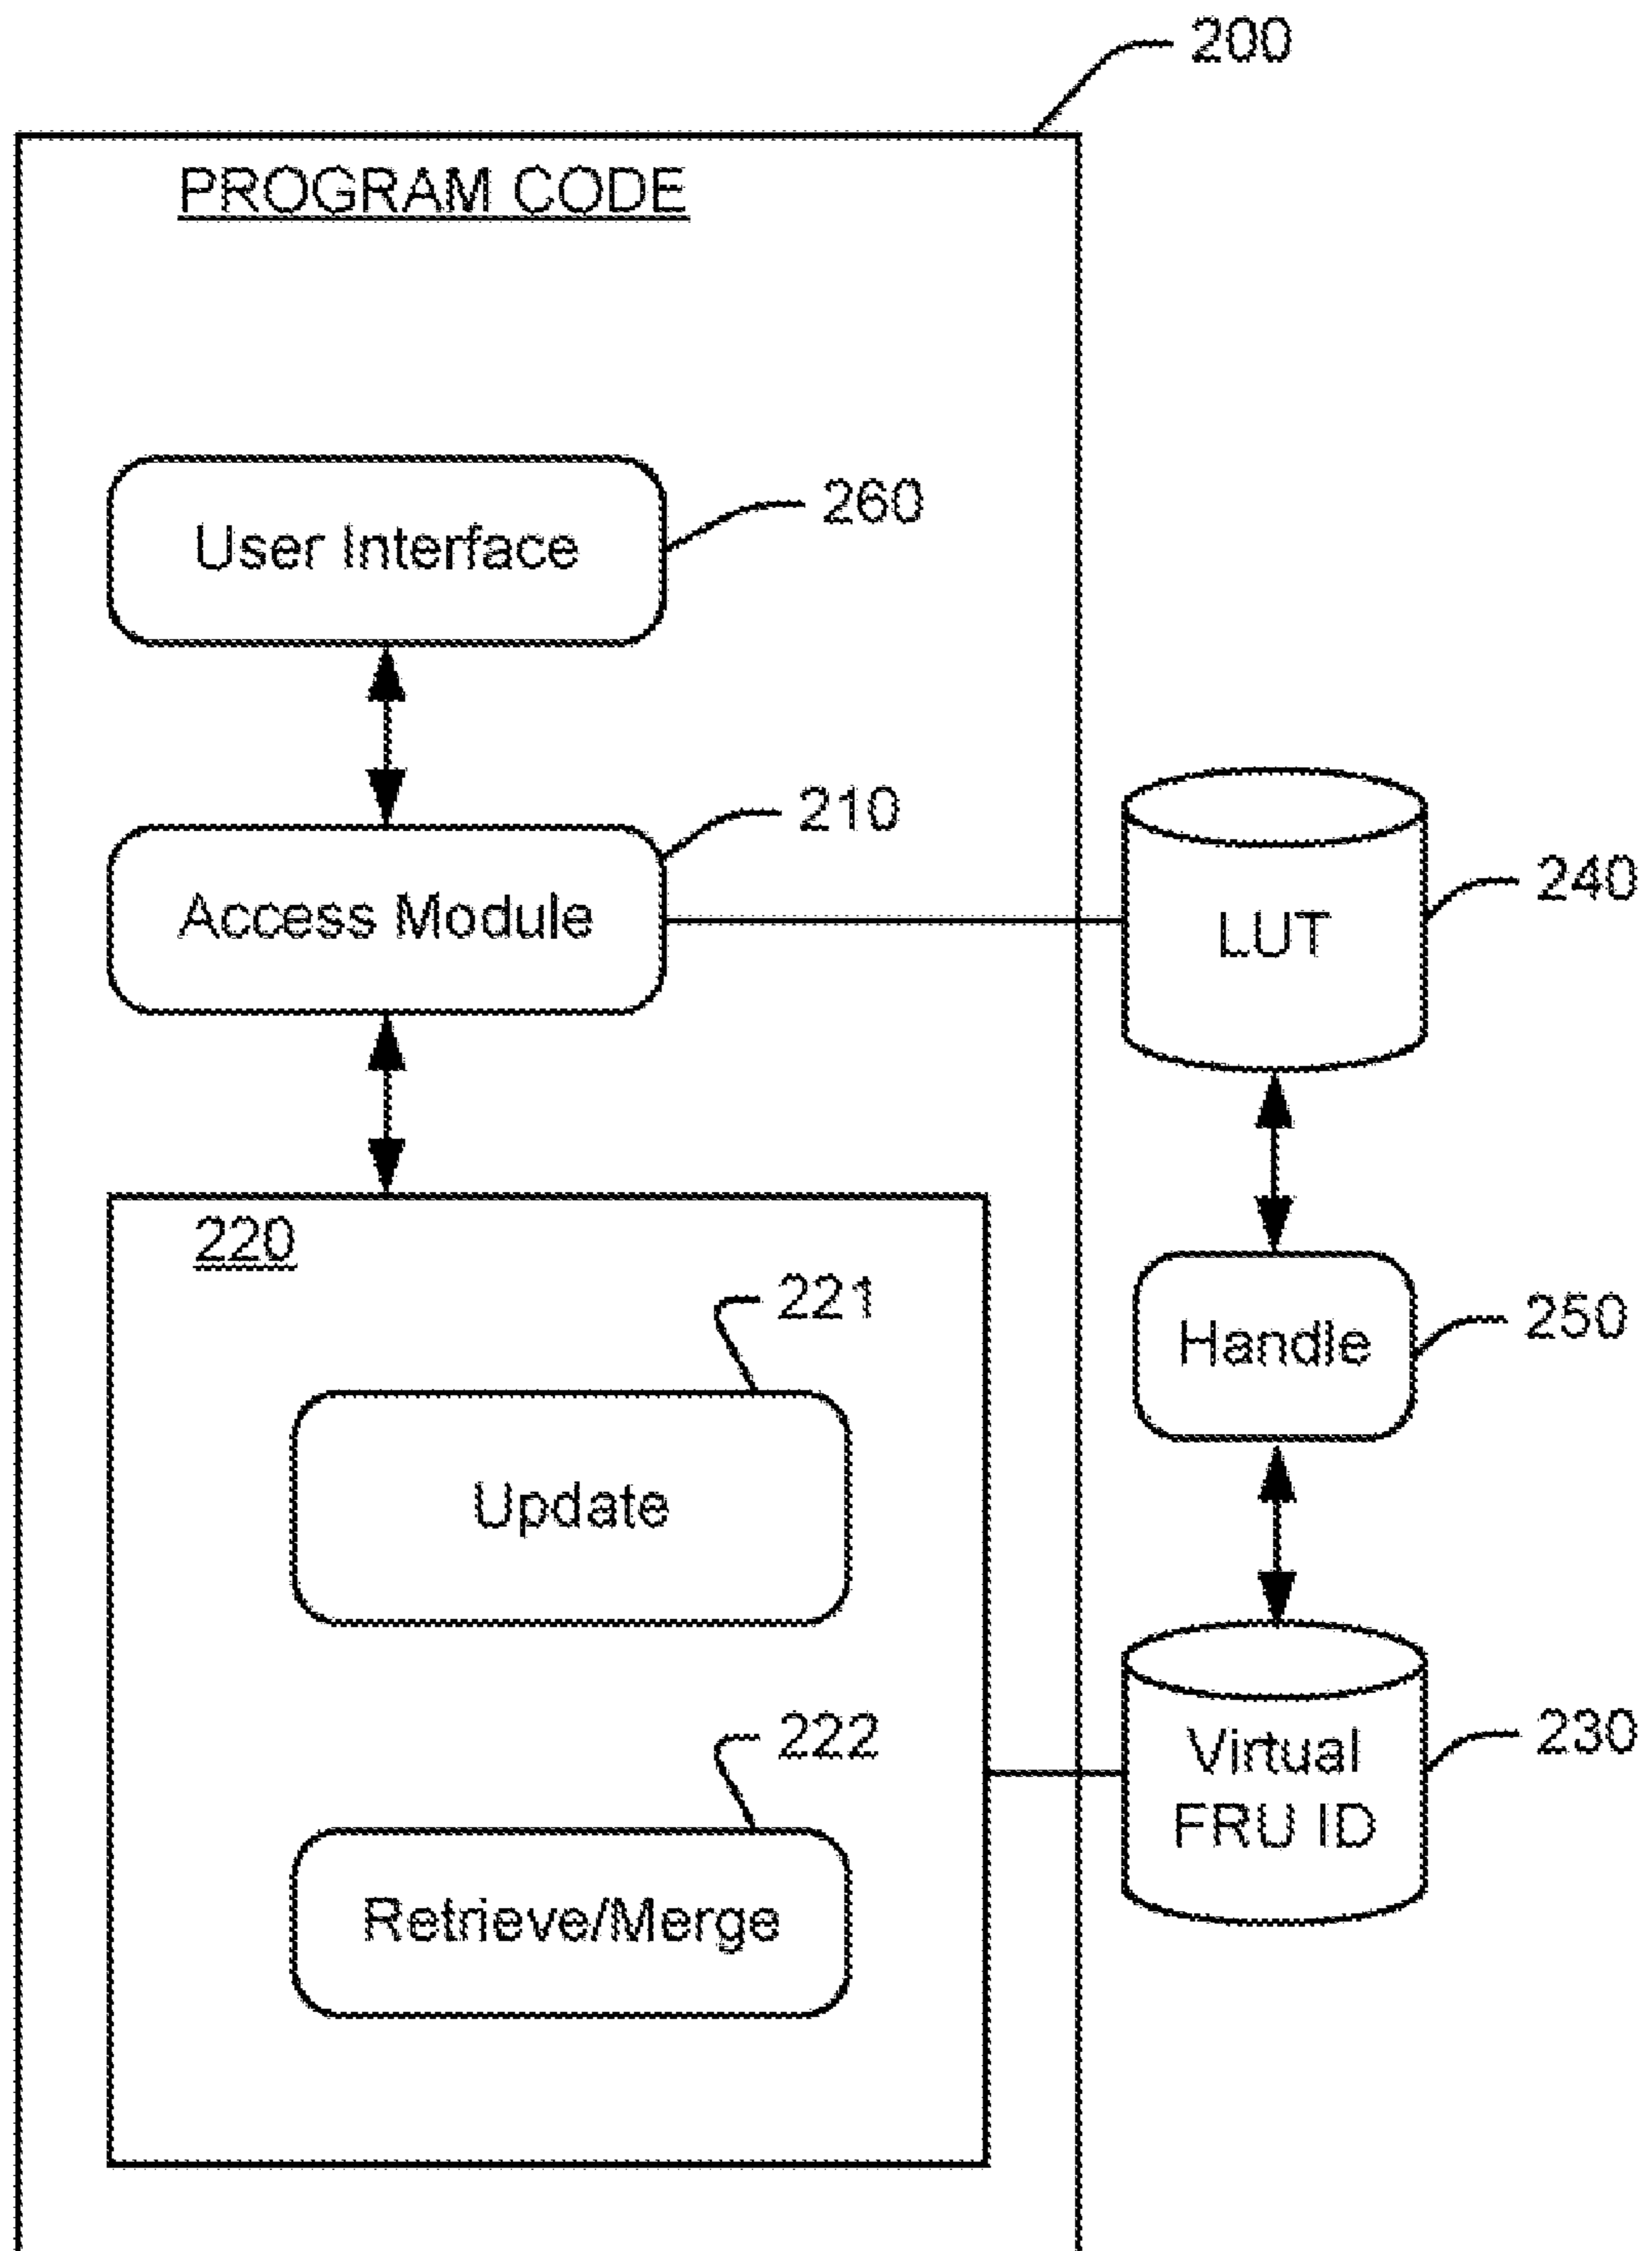 200
PROGRAM CODE
260
User Interface
210
Access Module
240
LUT
220
221
Update
250
Handle
222
Retrieve/Merge
230
Virtual
FRU ID